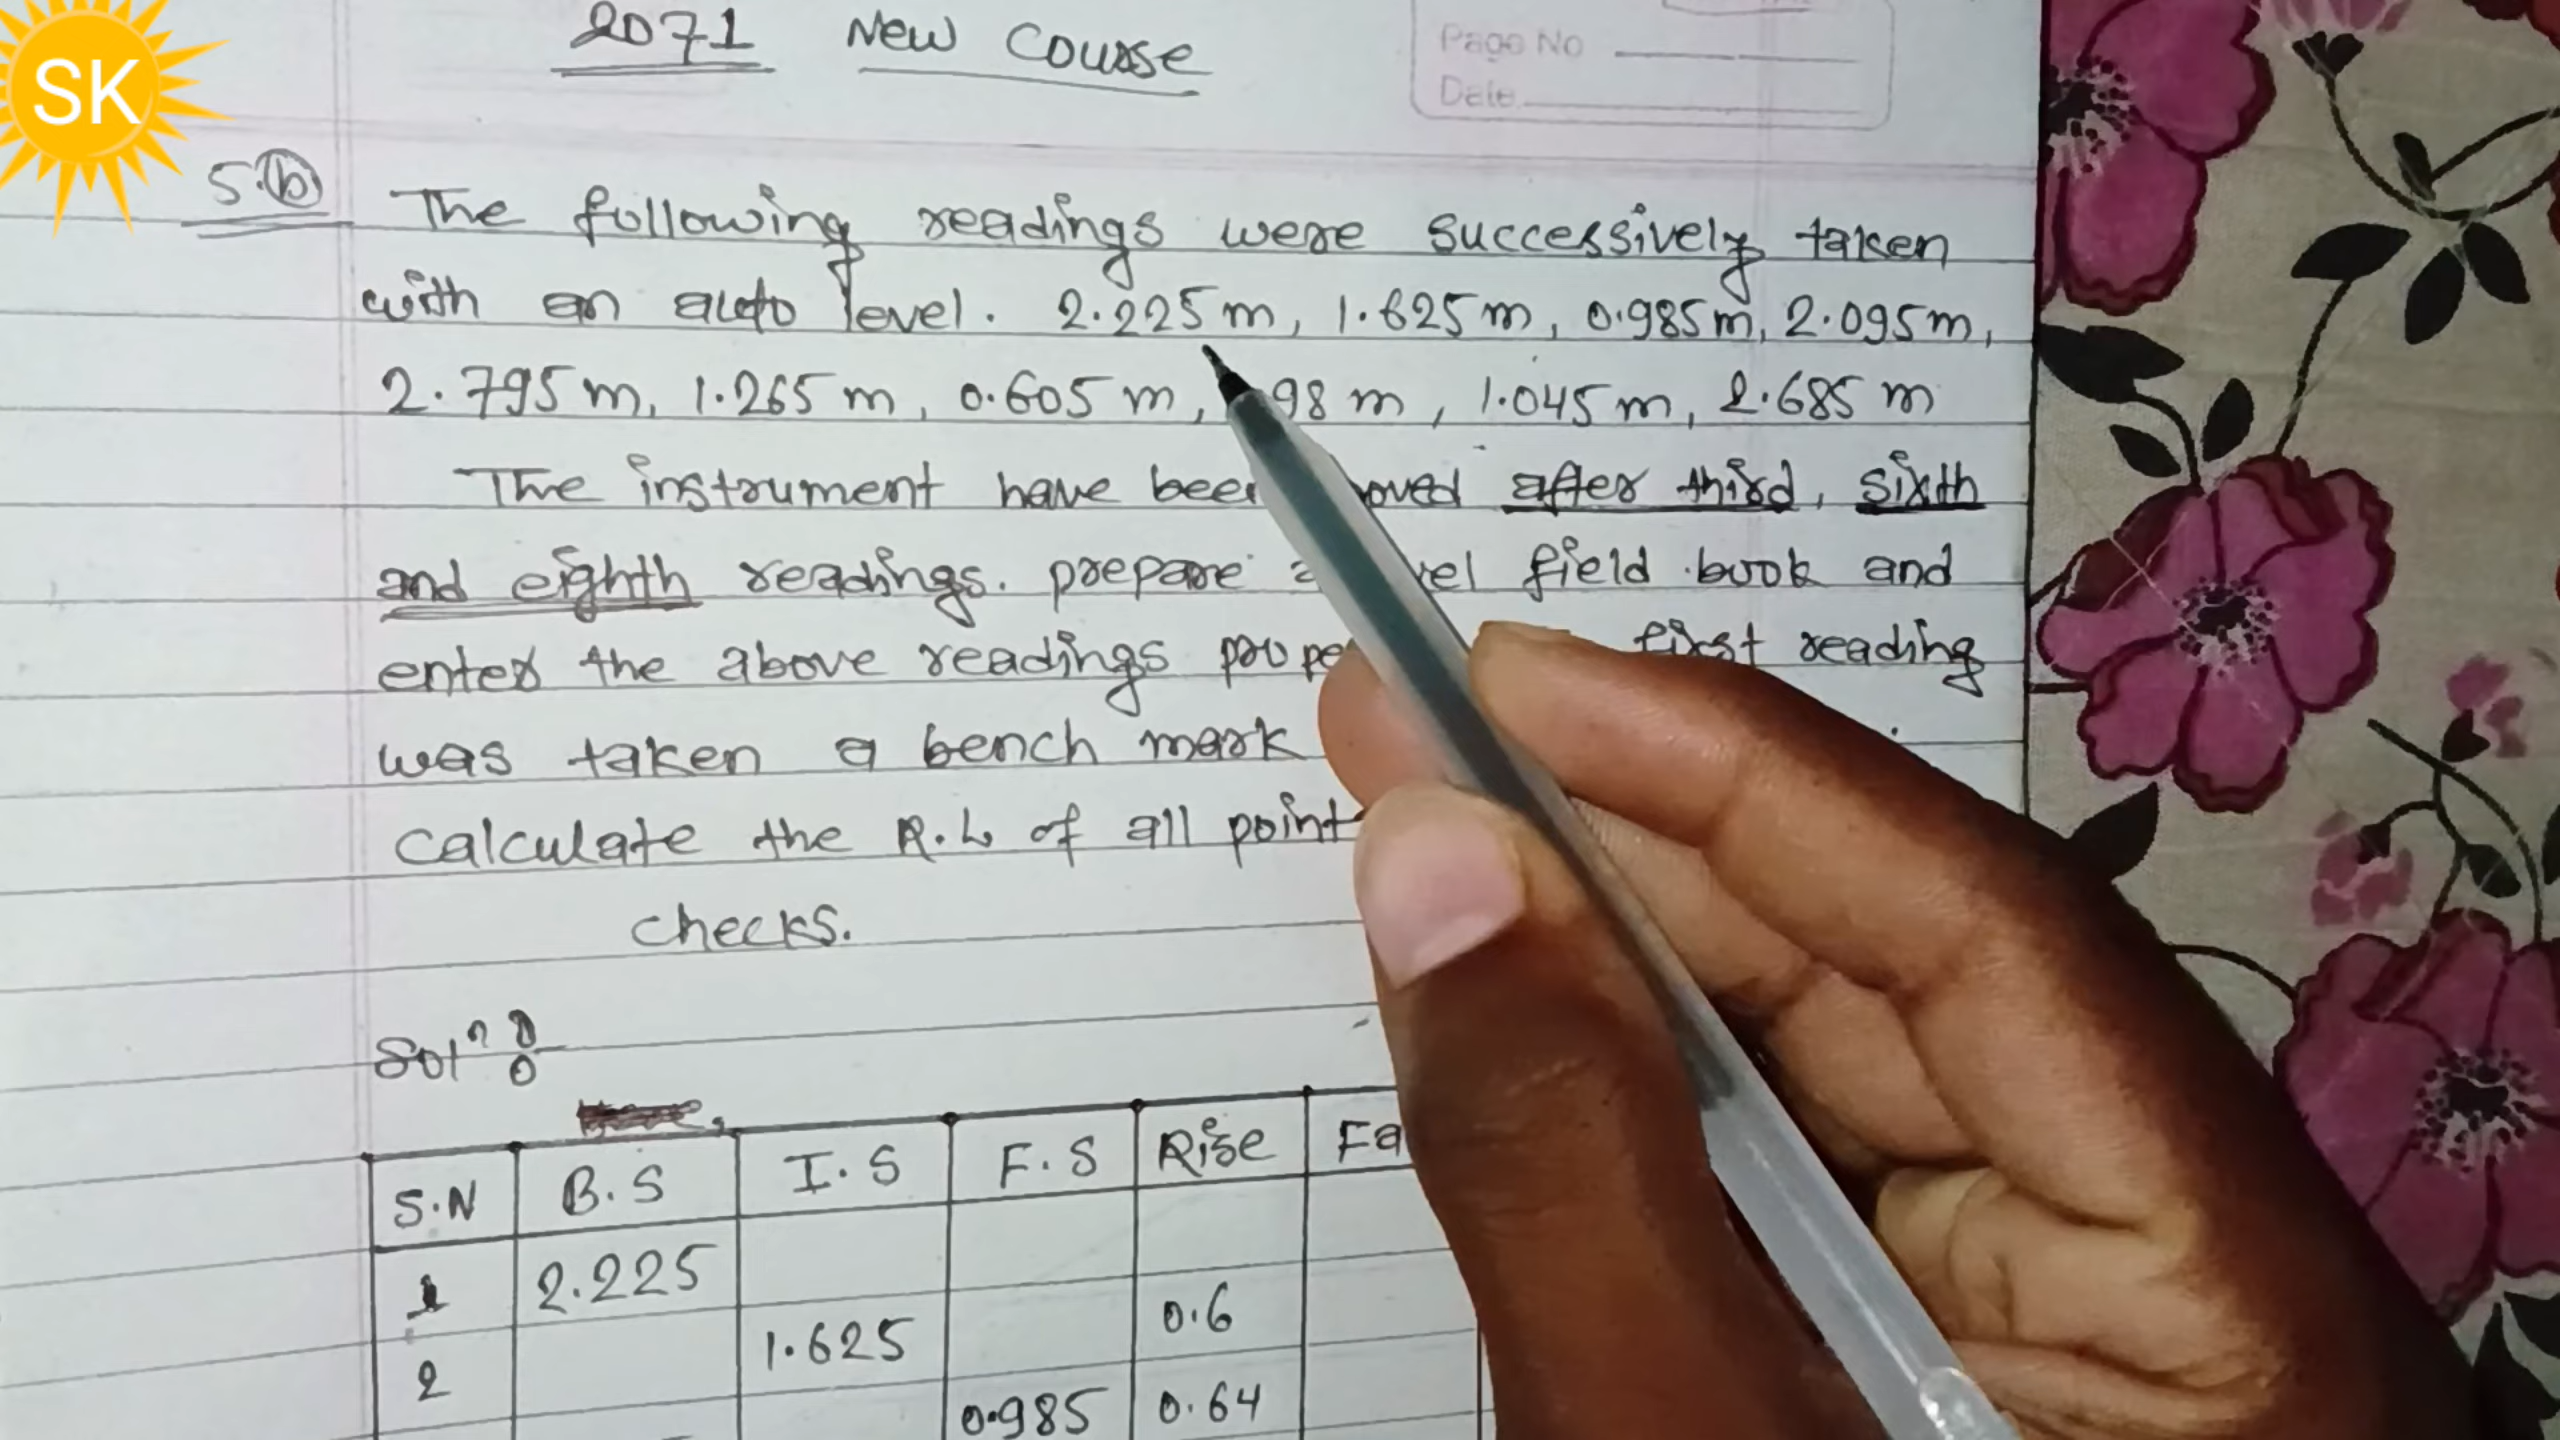 SK
2071 New Course
Page No
Date
5.(b) The following readings were successively taken
with an auto level. 2.225 m, 1.625 m, 0.985 m, 2.095 m,
2.795 m, 1.265 m, 0.605 m, 98 m, 1.045 m, 2.685 m
The instrument have been after third, sixth
and eighth readings. prepare field book and
enter the above readings first reading
was taken a bench mark
calculate the R.L of all point
checks.
Solⁿ :
S.N B.S I.S F.S Rise Fa
1 2.225
2 1.625 0.6
0.985 0.64